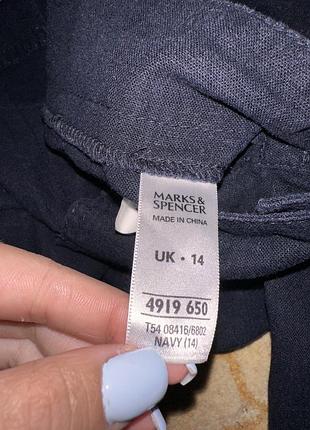 MARKS &
SPENCER
MADE IN CHINA
UK • 14
4919 650
T54 08416/6802
NAVY (14)